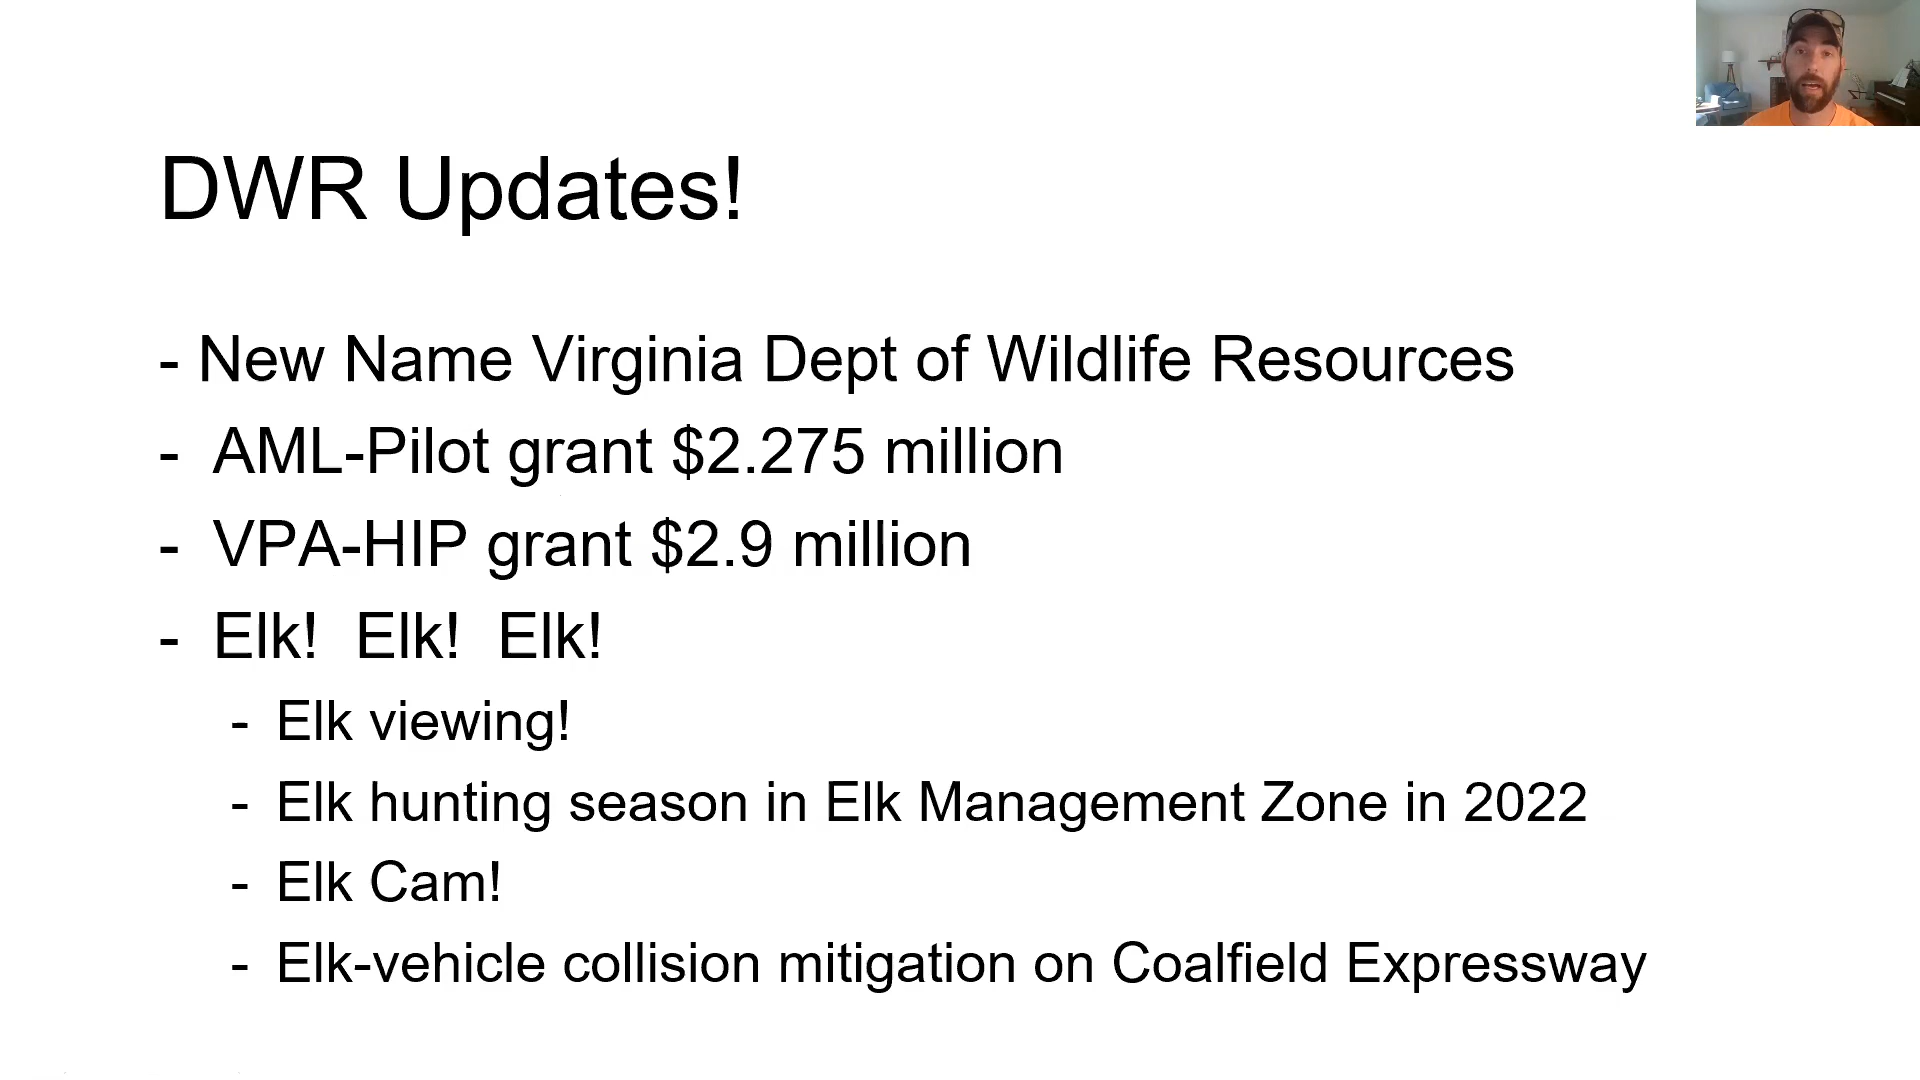 DWR Updates!
- New Name Virginia Dept of Wildlife Resources
- AML-Pilot grant $2.275 million
- VPA-HIP grant $2.9 million
- Elk! Elk! Elk!
- Elk viewing!
- Elk hunting season in Elk Management Zone in 2022
- Elk Cam!
- Elk-vehicle collision mitigation on Coalfield Expressway